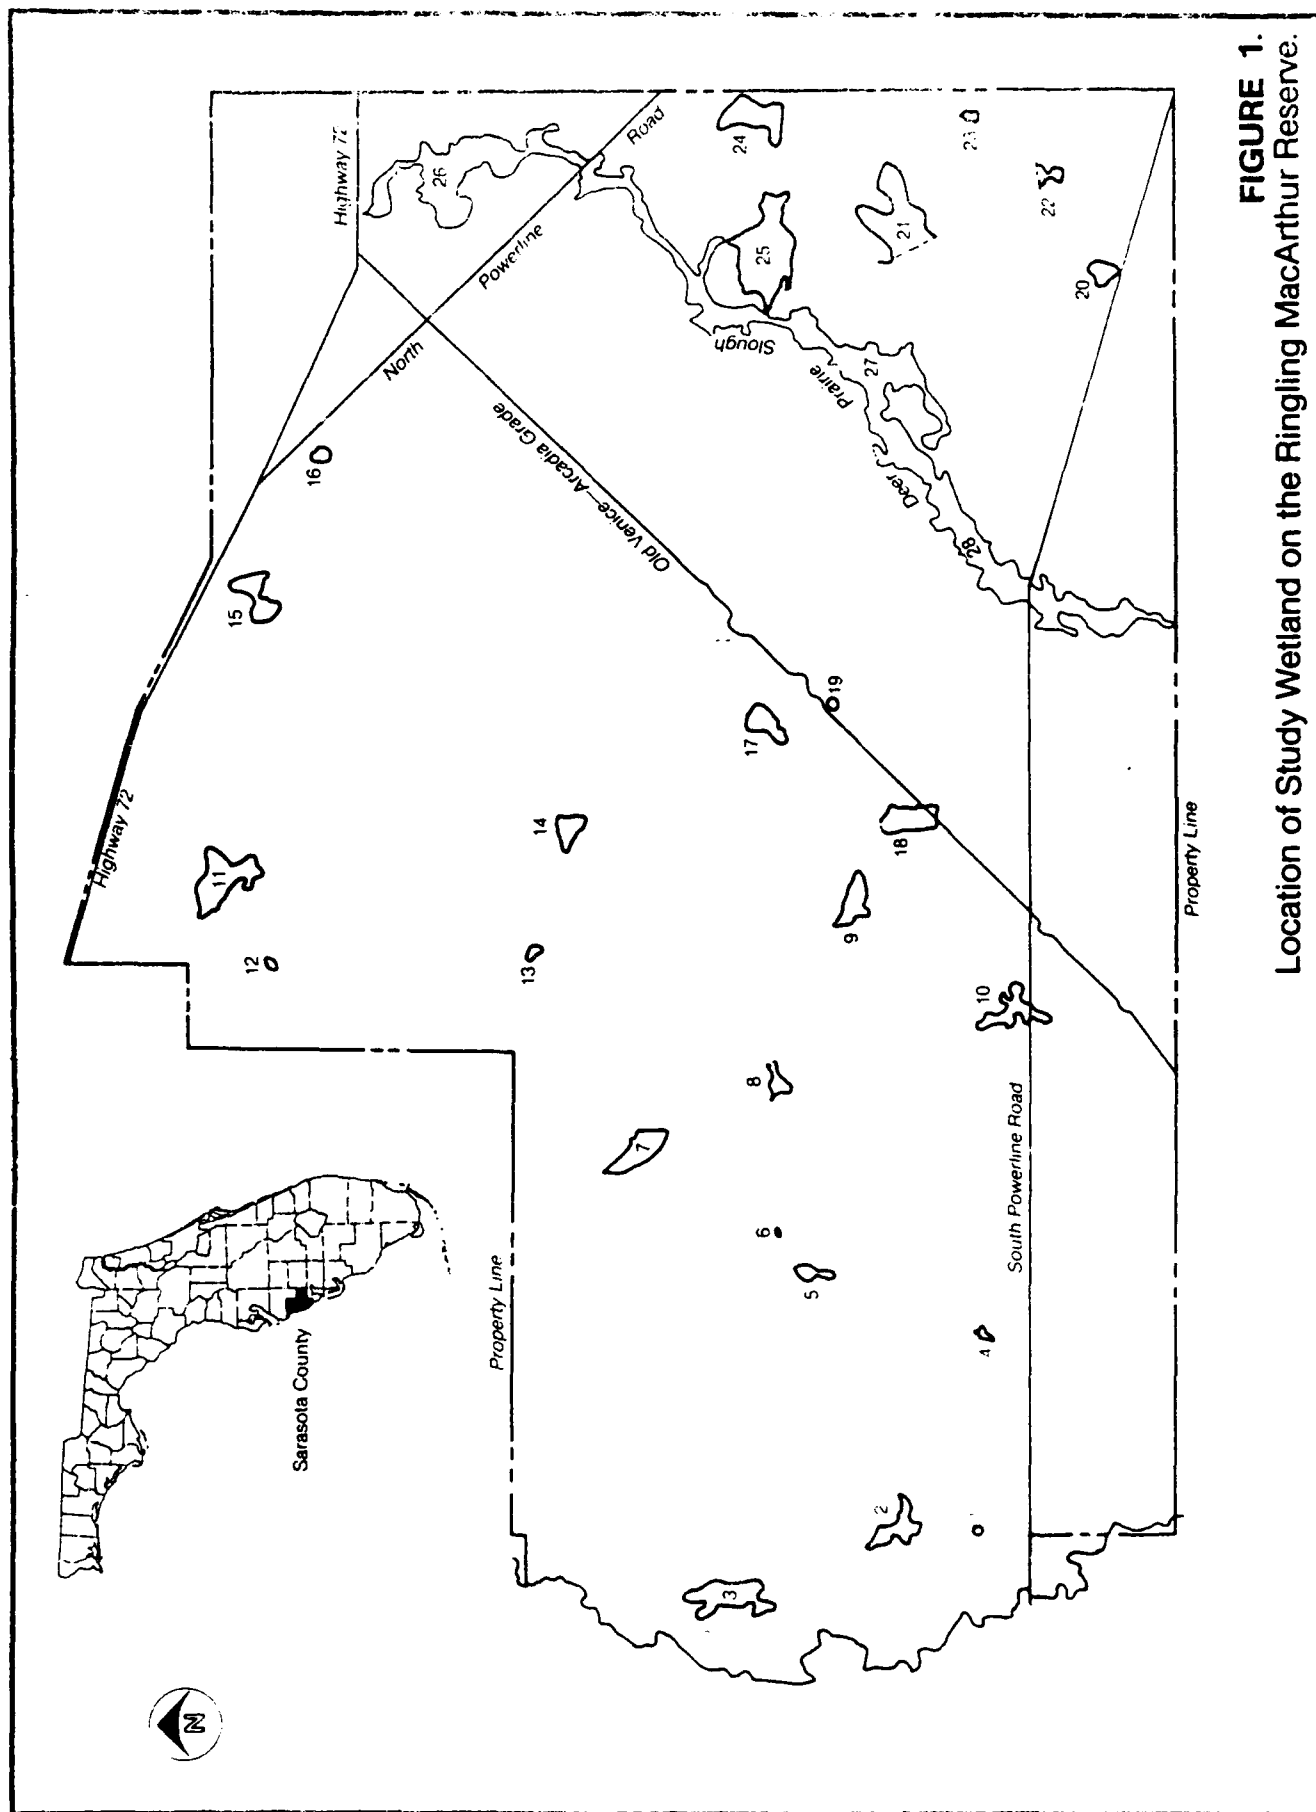 Highway 72
Highway 72
26
North
Powerline
Road
24
16
15
Old Venice—Arcadia Grade
25
21
23
22
20
Slough
Prairie
27
Deer
28
11
12
14
13
17
19
18
9
10
8
7
6
5
4
2
3
Sarasota County
Property Line
South Powerline Road
Property Line
N
FIGURE 1.
Location of Study Wetland on the Ringling MacArthur Reserve.